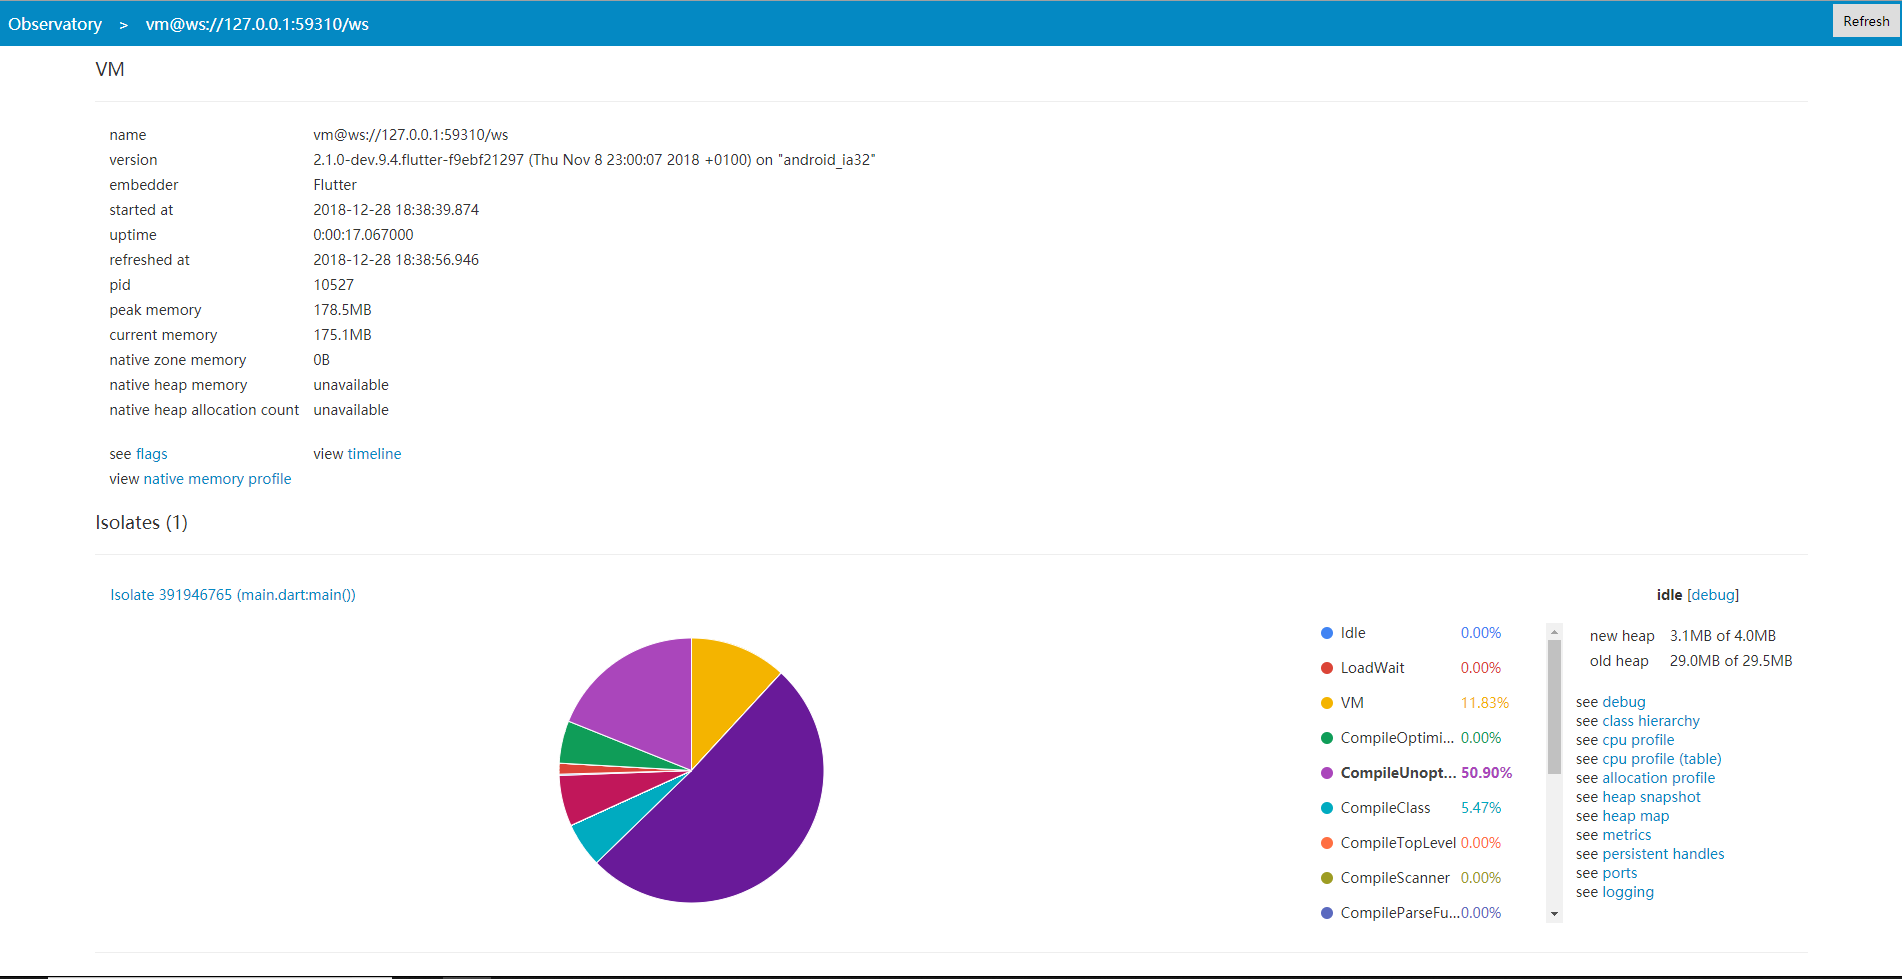 Observatory > vm@ws://127.0.0.1:59310/ws
Refresh
VM
name vm@ws://127.0.0.1:59310/ws
version 2.1.0-dev.9.4.flutter-f9ebf21297 (Thu Nov 8 23:00:07 2018 +0100) on "android_ia32"
embedder Flutter
started at 2018-12-28 18:38:39.874
uptime 0:00:17.067000
refreshed at 2018-12-28 18:38:56.946
pid 10527
peak memory 178.5MB
current memory 175.1MB
native zone memory 0B
native heap memory unavailable
native heap allocation count unavailable
see flags view timeline
view native memory profile
Isolates (1)
Isolate 391946765 (main.dart:main())
Idle 0.00%
LoadWait 0.00%
VM 11.83%
CompileOptimi... 0.00%
CompileUnopt... 50.90%
CompileClass 5.47%
CompileTopLevel 0.00%
CompileScanner 0.00%
CompileParseFu... 0.00%
idle [debug]
new heap 3.1MB of 4.0MB
old heap 29.0MB of 29.5MB
see debug
see class hierarchy
see cpu profile
see cpu profile (table)
see allocation profile
see heap snapshot
see heap map
see metrics
see persistent handles
see ports
see logging